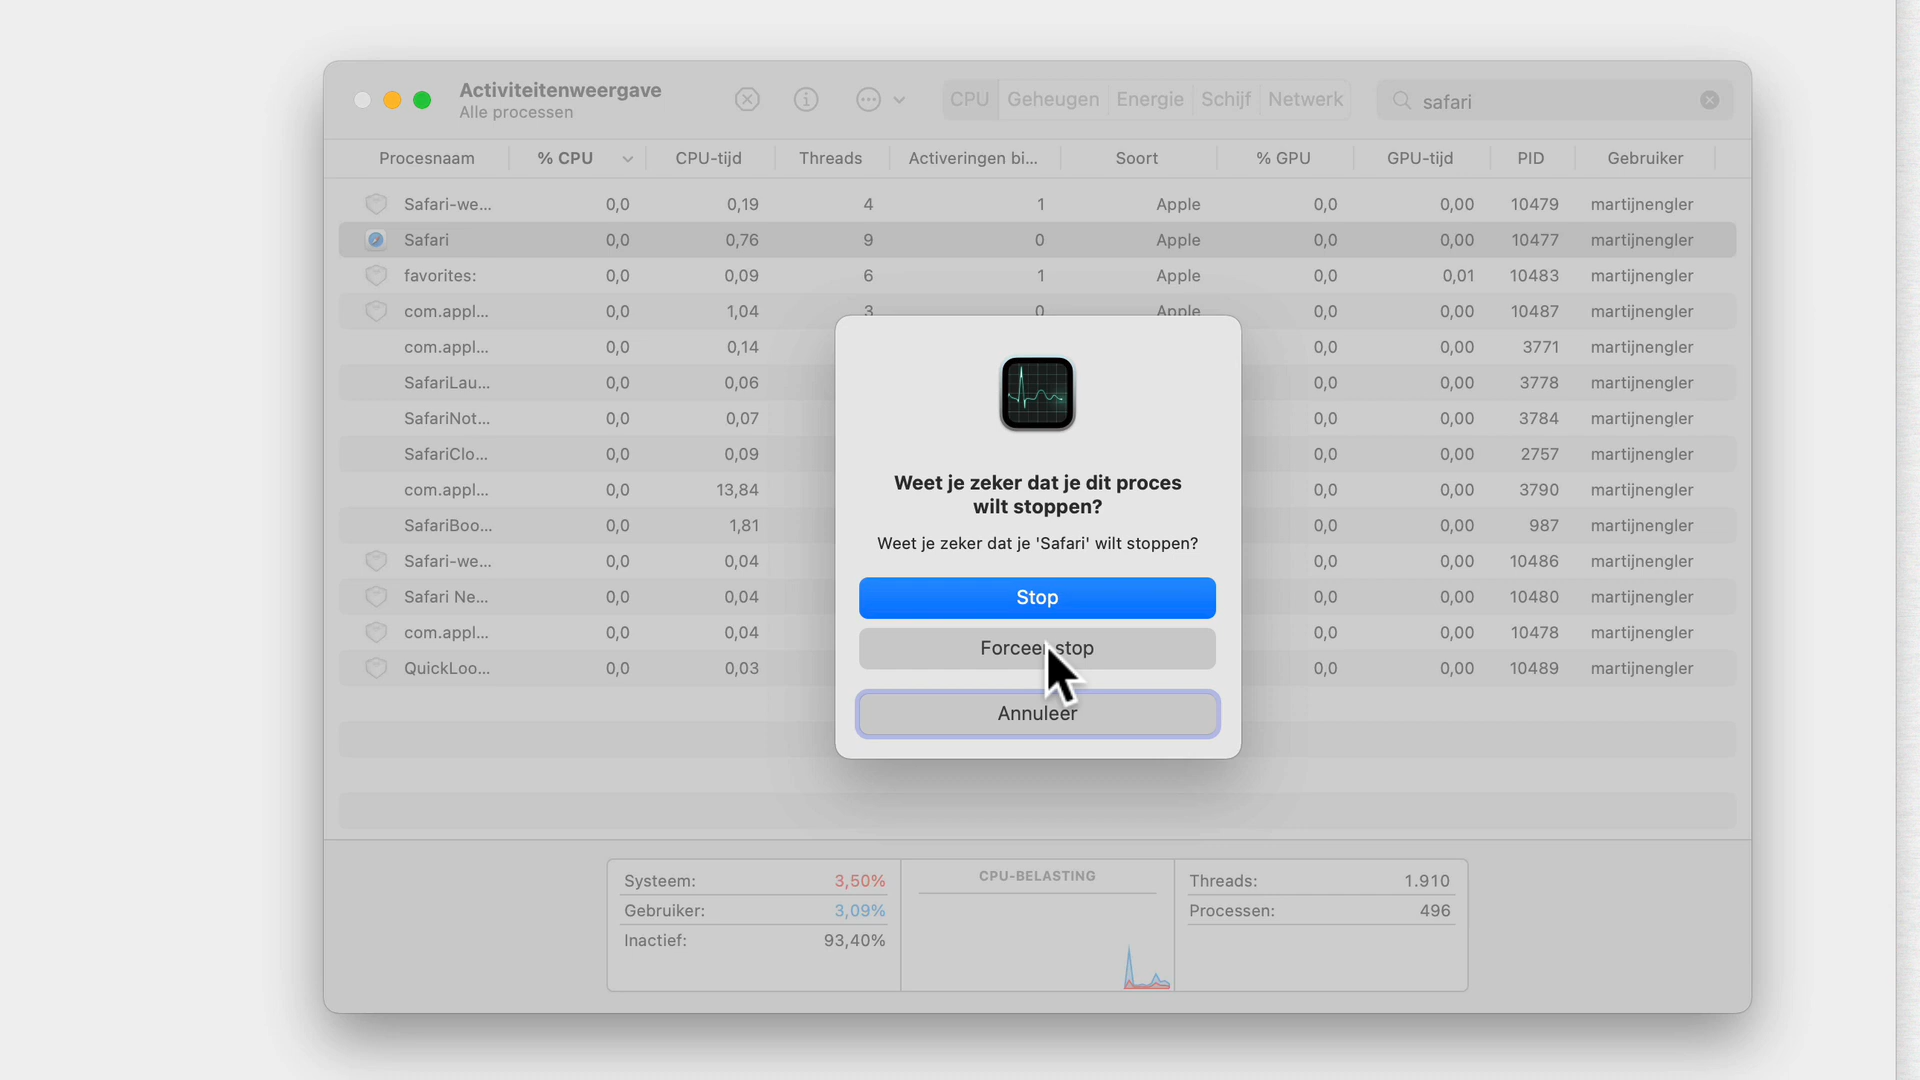 Activiteitenweergave
Alle processen
CPU Geheugen Energie Schijf Netwerk
safari
Procesnaam % CPU CPU-tijd Threads Activeringen bi... Soort % GPU GPU-tijd PID Gebruiker
Safari-we... 0,0 0,19 4 1 Apple 0,0 0,00 10479 martijnengler
Safari 0,0 0,76 9 0 Apple 0,0 0,00 10477 martijnengler
favorites: 0,0 0,09 6 1 Apple 0,0 0,01 10483 martijnengler
com.appl... 0,0 1,04 3 0 Apple 0,0 0,00 10487 martijnengler
com.appl... 0,0 0,14 0,0 0,00 3771 martijnengler
SafariLau... 0,0 0,06 0,0 0,00 3778 martijnengler
SafariNot... 0,0 0,07 0,0 0,00 3784 martijnengler
SafariClo... 0,0 0,09 0,0 0,00 2757 martijnengler
com.appl... 0,0 13,84 0,0 0,00 3790 martijnengler
SafariBoo... 0,0 1,81 0,0 0,00 987 martijnengler
Safari-we... 0,0 0,04 0,0 0,00 10486 martijnengler
Safari Ne... 0,0 0,04 0,0 0,00 10480 martijnengler
com.appl... 0,0 0,04 0,0 0,00 10478 martijnengler
QuickLoo... 0,0 0,03 0,0 0,00 10489 martijnengler
Weet je zeker dat je dit proces
wilt stoppen?
Weet je zeker dat je 'Safari' wilt stoppen?
Stop
Forceer stop
Annuleer
Systeem: 3,50%
Gebruiker: 3,09%
Inactief: 93,40%
CPU-BELASTING
Threads: 1.910
Processen: 496